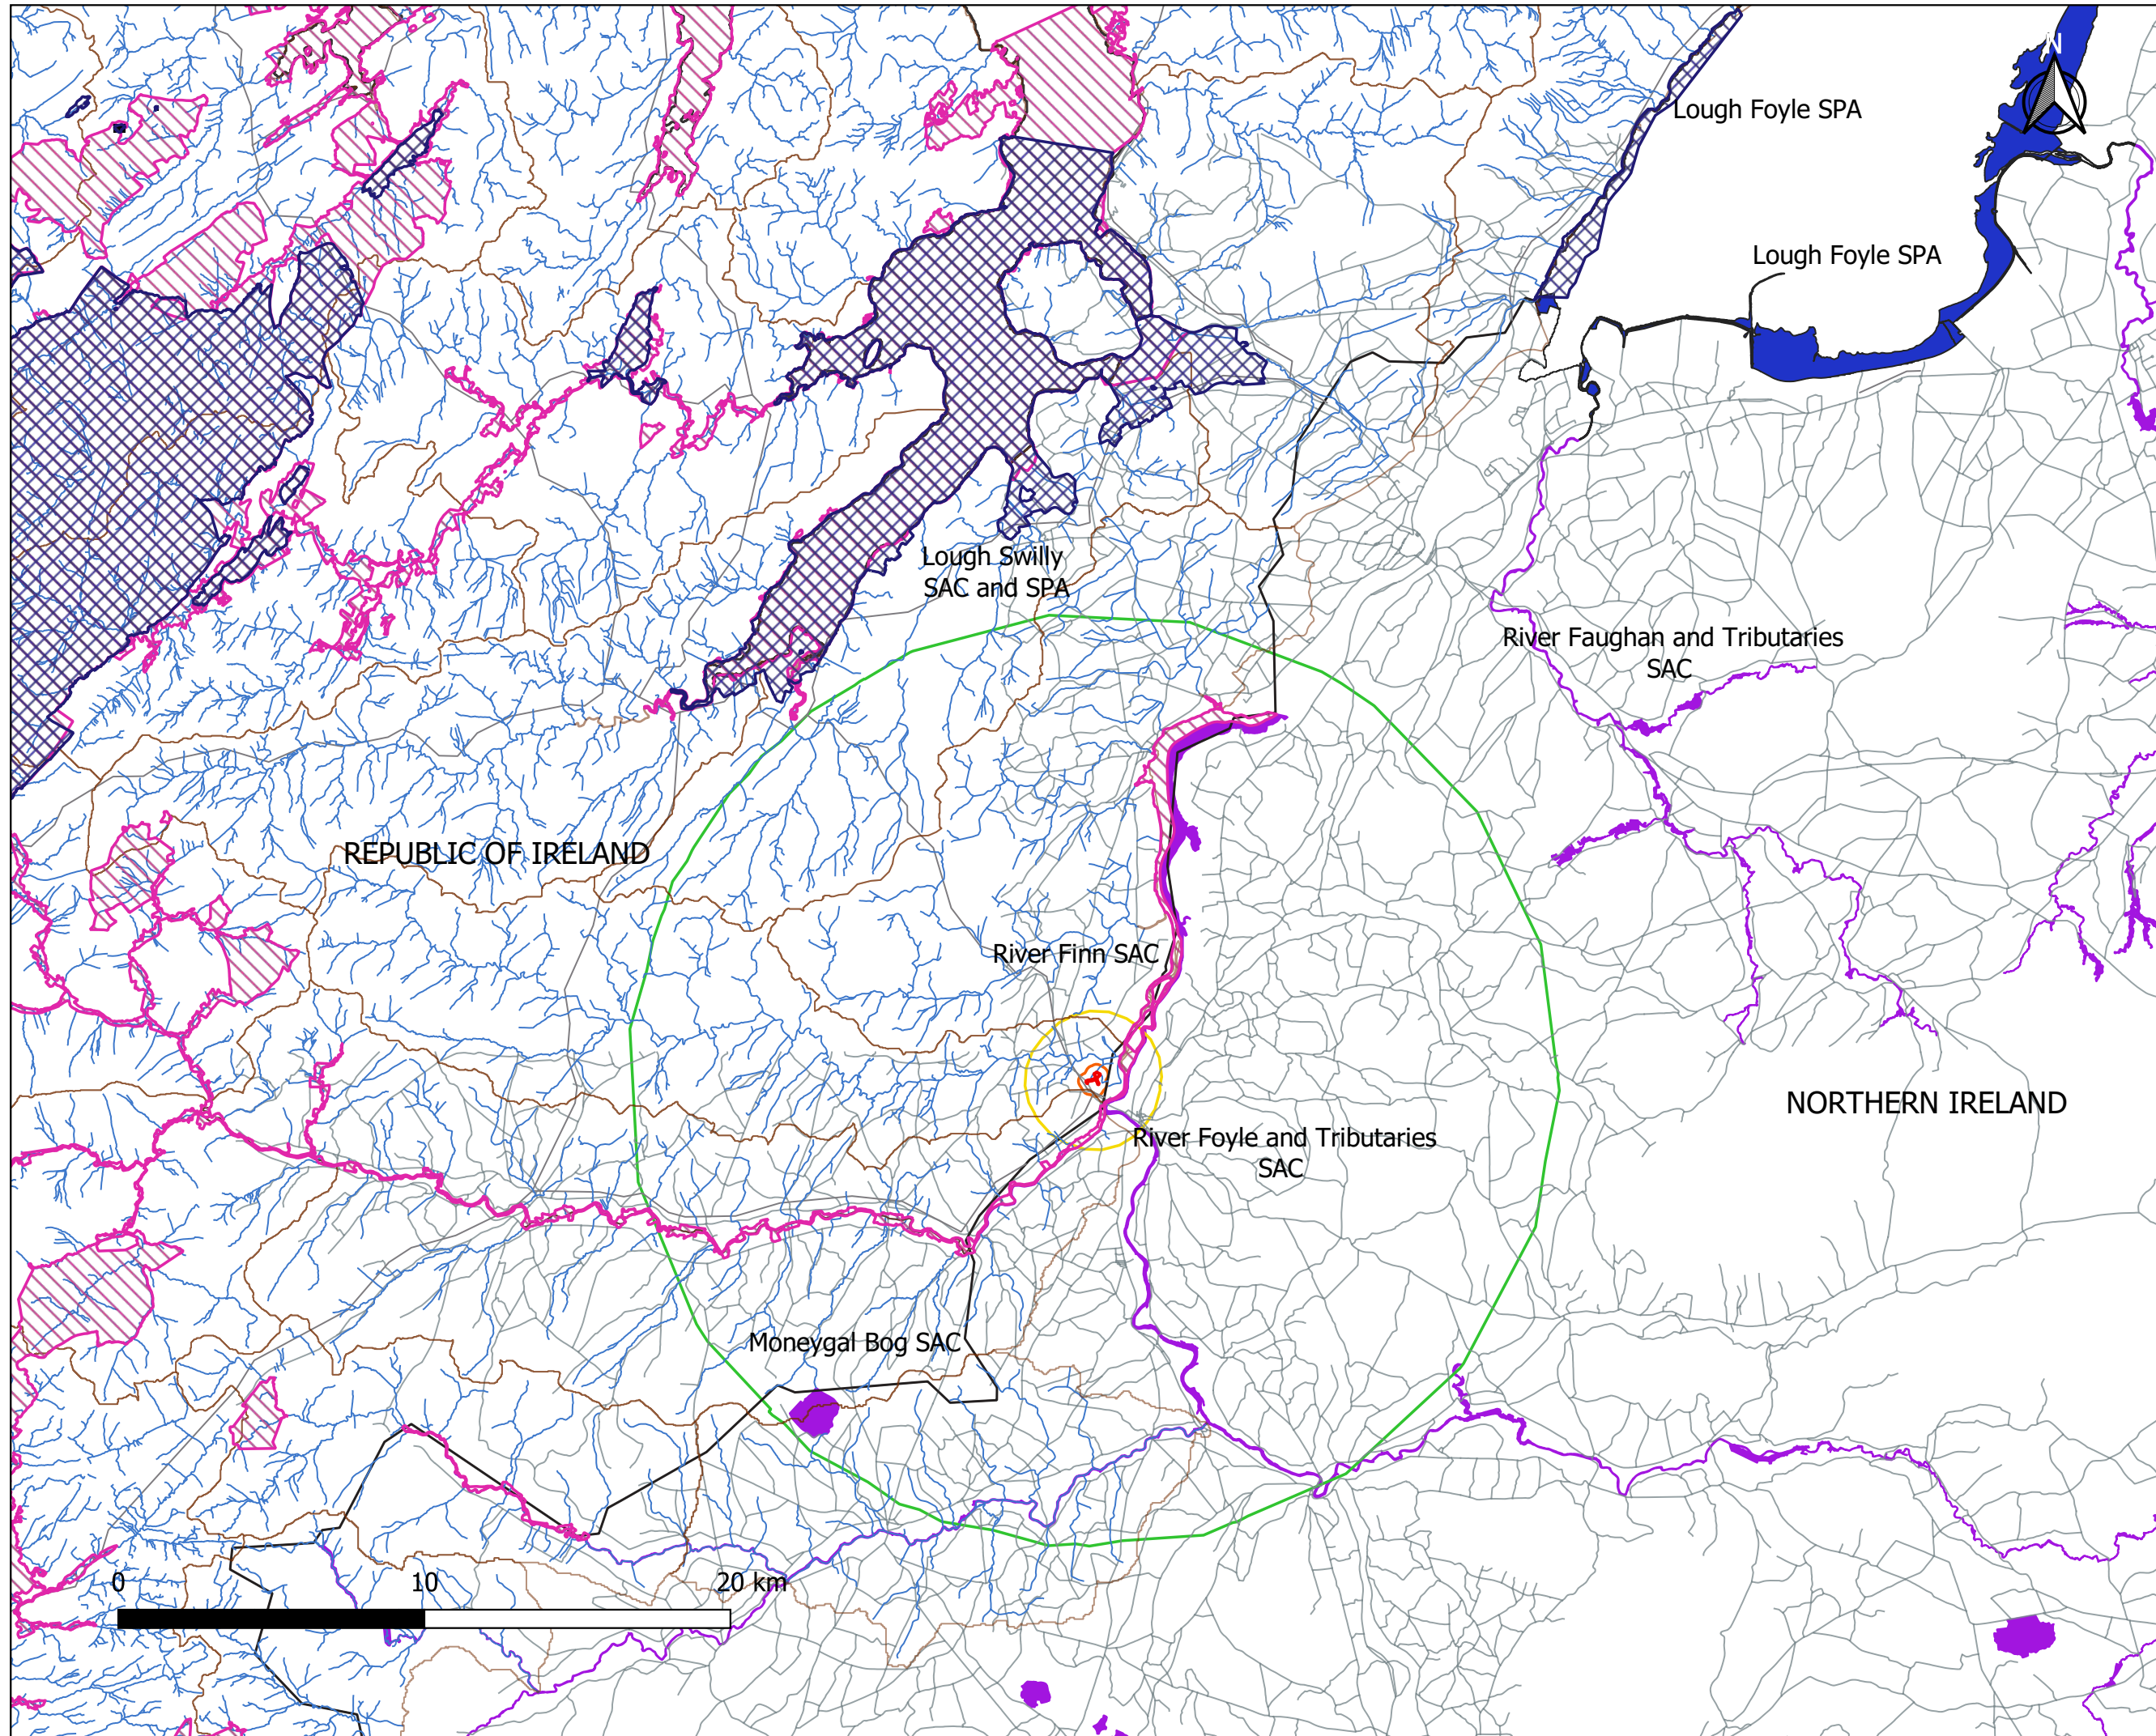 N
Lough Foyle SPA
Lough Foyle SPA
Lough Swilly
SAC and SPA
River Faughan and Tributaries
SAC
REPUBLIC OF IRELAND
River Finn SAC
NORTHERN IRELAND
River Foyle and Tributaries
SAC
Moneygal Bog SAC
0 10 20 km